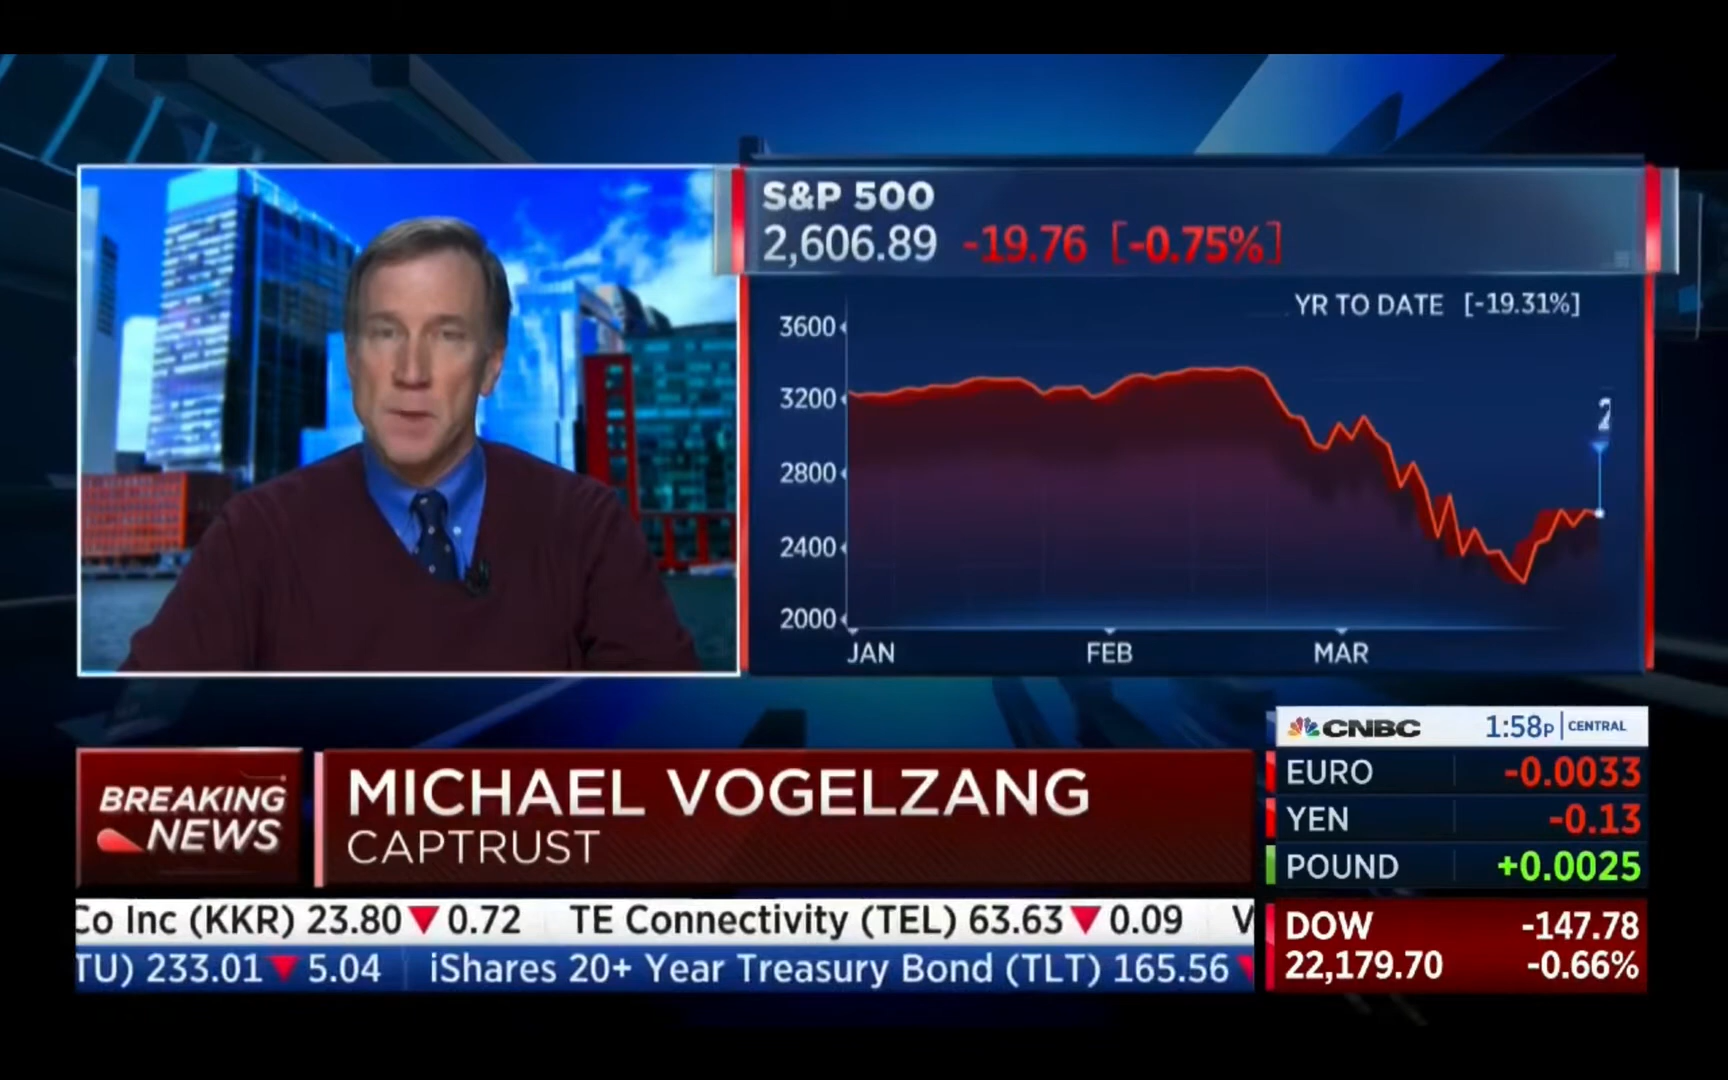 S&P 500
2,606.89 -19.76 [-0.75%]
YR TO DATE [-19.31%]
3600
3200
2800
2400
2000
JAN FEB MAR
BREAKING NEWS
MICHAEL VOGELZANG
CAPTRUST
CNBC 1:58P CENTRAL
EURO -0.0033
YEN -0.13
POUND +0.0025
DOW -147.78
22,179.70 -0.66%
Co Inc (KKR) 23.80 ▼ 0.72 TE Connectivity (TEL) 63.63 ▼ 0.09 V
TU) 233.01 ▼ 5.04 iShares 20+ Year Treasury Bond (TLT) 165.56 ▼